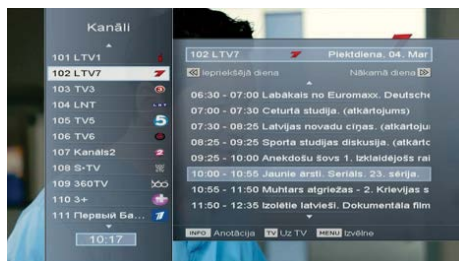 Kanāli
101 LTV1
102 LTV7
103 TV3
104 LNT
105 TV5
106 TV6
107 Kanāls2
108 S-TV
109 360TV
110 3+
111 Первый Ба...
10:17
102 LTV7 Piektdiena, 04. Mar
Iepriekšējā diena Nākamā diena
06:30 - 07:00 Labākais no Euromaxx. Deutsche
07:00 - 07:30 Ceturtā studija. (atkārtojums)
07:30 - 08:25 Latvijas novadu cīņas. (atkārtoju
08:25 - 09:25 Sporta studijas diskusija. (atkārtc
09:25 - 10:00 Anekdošu šovs 1. Izklaidējošs rai
10:00 - 10:55 Jaunie ārsti. Seriāls. 23. sērija.
10:55 - 11:50 Muhtars atgriežas - 2. Krievijas s
11:50 - 12:35 Izolētie latvieši. Dokumentāla film
INFO Anotācija TV Uz TV MENU Izvēlne